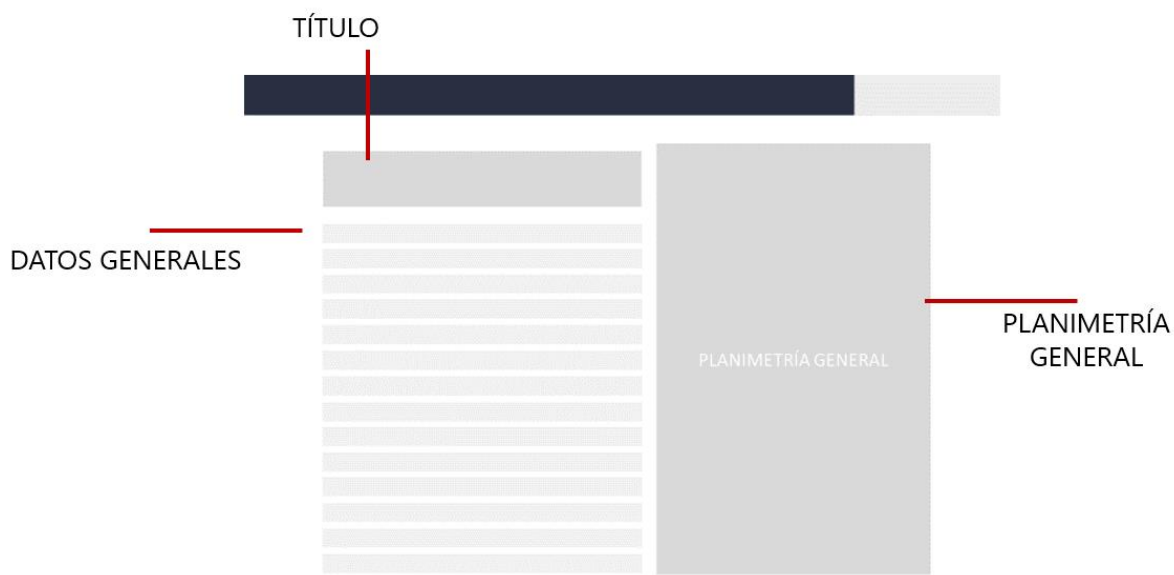 TÍTULO
DATOS GENERALES
PLANIMETRÍA GENERAL
PLANIMETRÍA
GENERAL